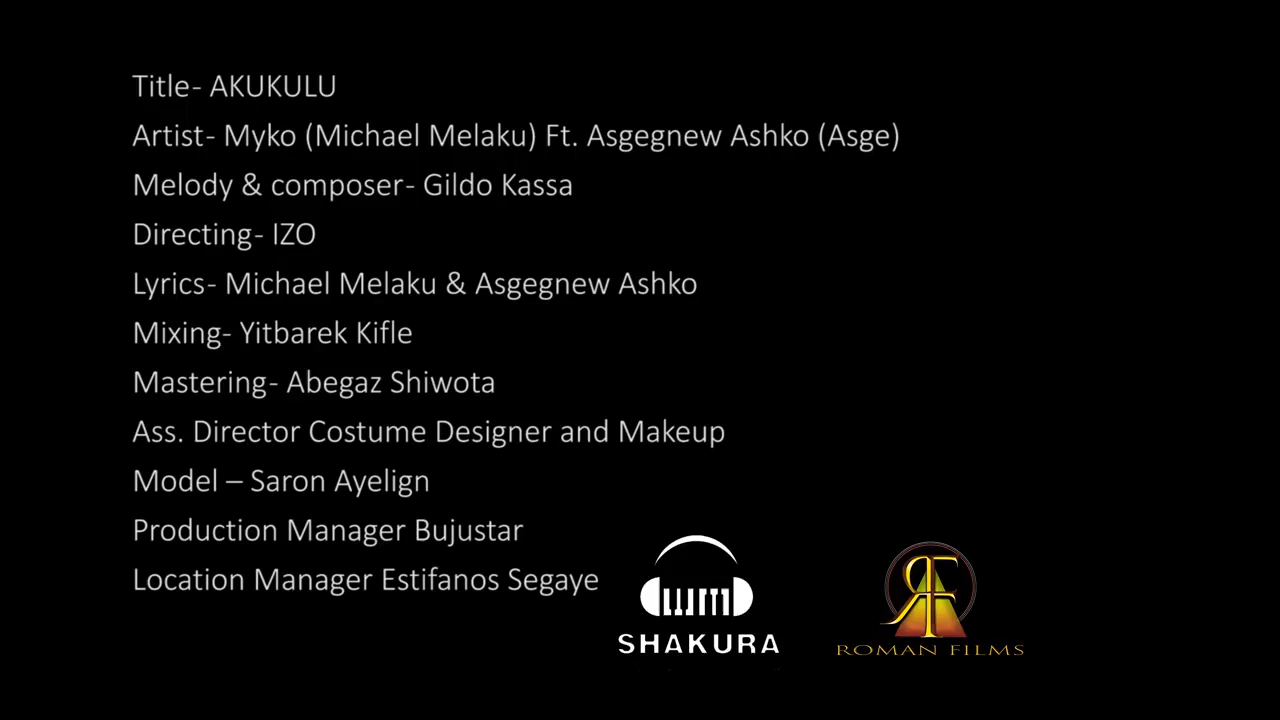 Title- AKUKULU
Artist- Myko (Michael Melaku) Ft. Asgegnew Ashko (Asge)
Melody & composer- Gildo Kassa
Directing- IZO
Lyrics- Michael Melaku & Asgegnew Ashko
Mixing- Yitbarek Kifle
Mastering- Abegaz Shiwota
Ass. Director Costume Designer and Makeup
Model – Saron Ayelign
Production Manager Bujustar
Location Manager Estifanos Segaye
SHAKURA
RF
ROMAN FILMS